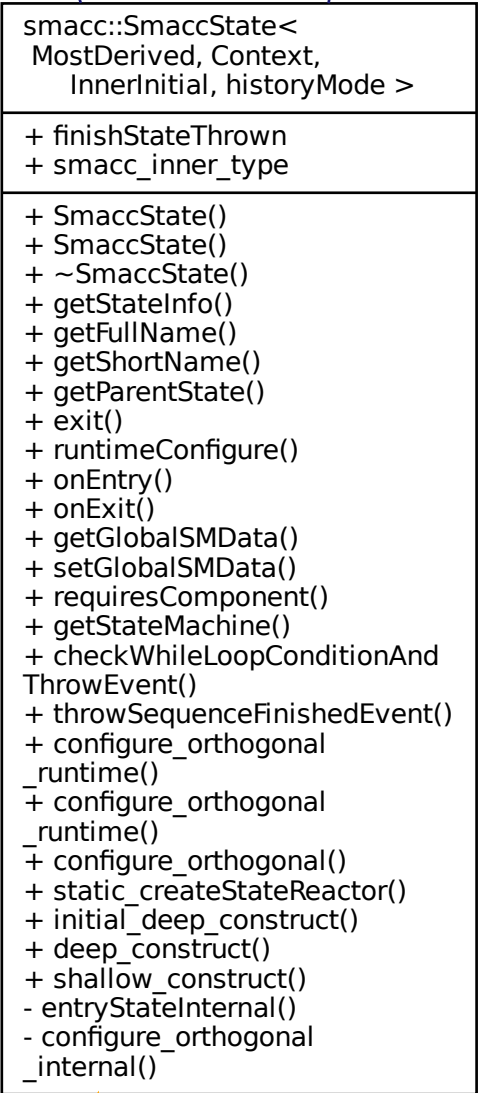 smacc::SmaccState<
MostDerived, Context,
InnerInitial, historyMode >
+ finishStateThrown
+ smacc_inner_type
+ SmaccState()
+ SmaccState()
+ ~SmaccState()
+ getStateInfo()
+ getFullName()
+ getShortName()
+ getParentState()
+ exit()
+ runtimeConfigure()
+ onEntry()
+ onExit()
+ getGlobalSMData()
+ setGlobalSMData()
+ requiresComponent()
+ getStateMachine()
+ checkWhileLoopConditionAnd
ThrowEvent()
+ throwSequenceFinishedEvent()
+ configure_orthogonal
_runtime()
+ configure_orthogonal
_runtime()
+ configure_orthogonal()
+ static_createStateReactor()
+ initial_deep_construct()
+ deep_construct()
+ shallow_construct()
- entryStateInternal()
- configure_orthogonal
_internal()